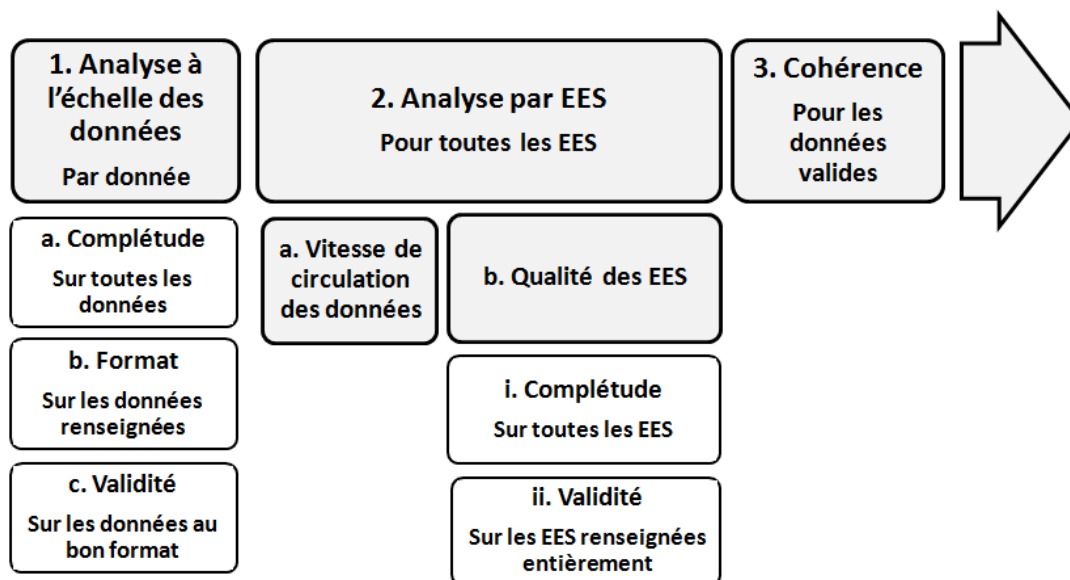 1. Analyse à
l'échelle des
données
Par donnée
a. Complétude
Sur toutes les
données
b. Format
Sur les données
renseignées
c. Validité
Sur les données au
bon format
2. Analyse par EES
Pour toutes les EES
a. Vitesse de
circulation
des données
b. Qualité des EES
i. Complétude
Sur toutes les EES
ii. Validité
Sur les EES renseignées
entièrement
3. Cohérence
Pour les
données
valides